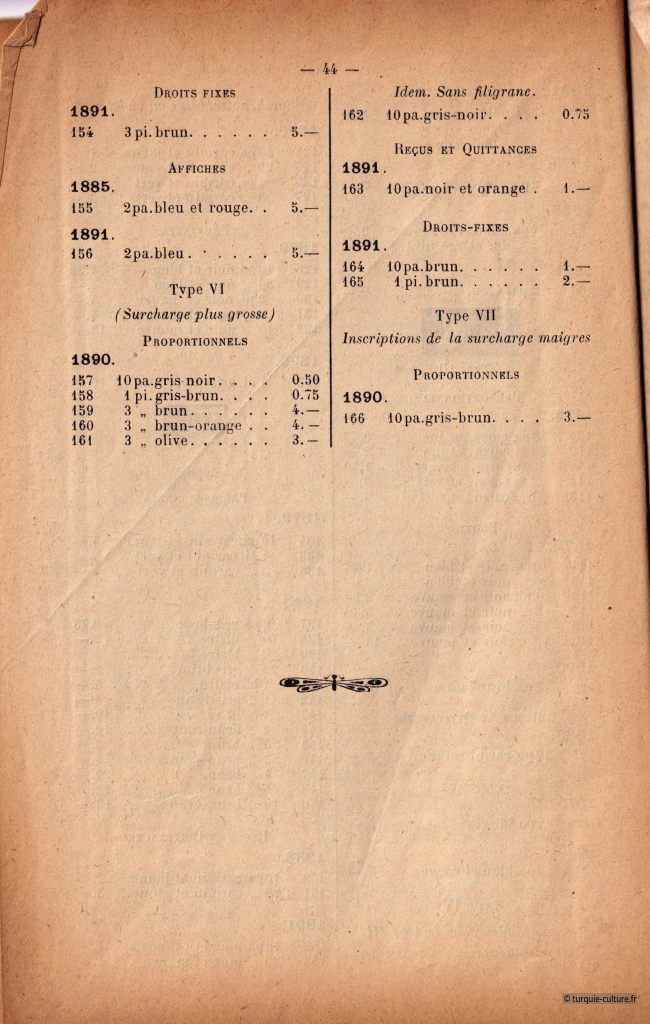 — 44 —
DROITS FIXES
1891.
154 3 pi. brun. . . . . . 5.—
AFFICHES
1885.
155 2 pa. bleu et rouge. . 5.—
1891.
156 2 pa. bleu. . . . . . 5.—
Type VI
(Surcharge plus grosse)
PROPORTIONNELS
1890.
157 10 pa. gris noir. . . . 0.50
158 1 pi. gris-brun. . . . 0.75
159 3 „ brun . . . . . . 4.—
160 3 „ brun-orange . . 4.—
161 3 „ olive. . . . . . 3.—
Idem. Sans filigrane.
162 10 pa. gris-noir. . . . 0.75
REÇUS ET QUITTANCES
1891.
163 10 pa. noir et orange . 1.—
DROITS-FIXES
1891.
164 10 pa. brun. . . . . . 1.—
165 1 pi. brun. . . . . . 2.—
Type VII
Inscriptions de la surcharge maigres
PROPORTIONNELS
1890.
166 10 pa. gris-brun. . . . 3.—
© turquie-culture.fr